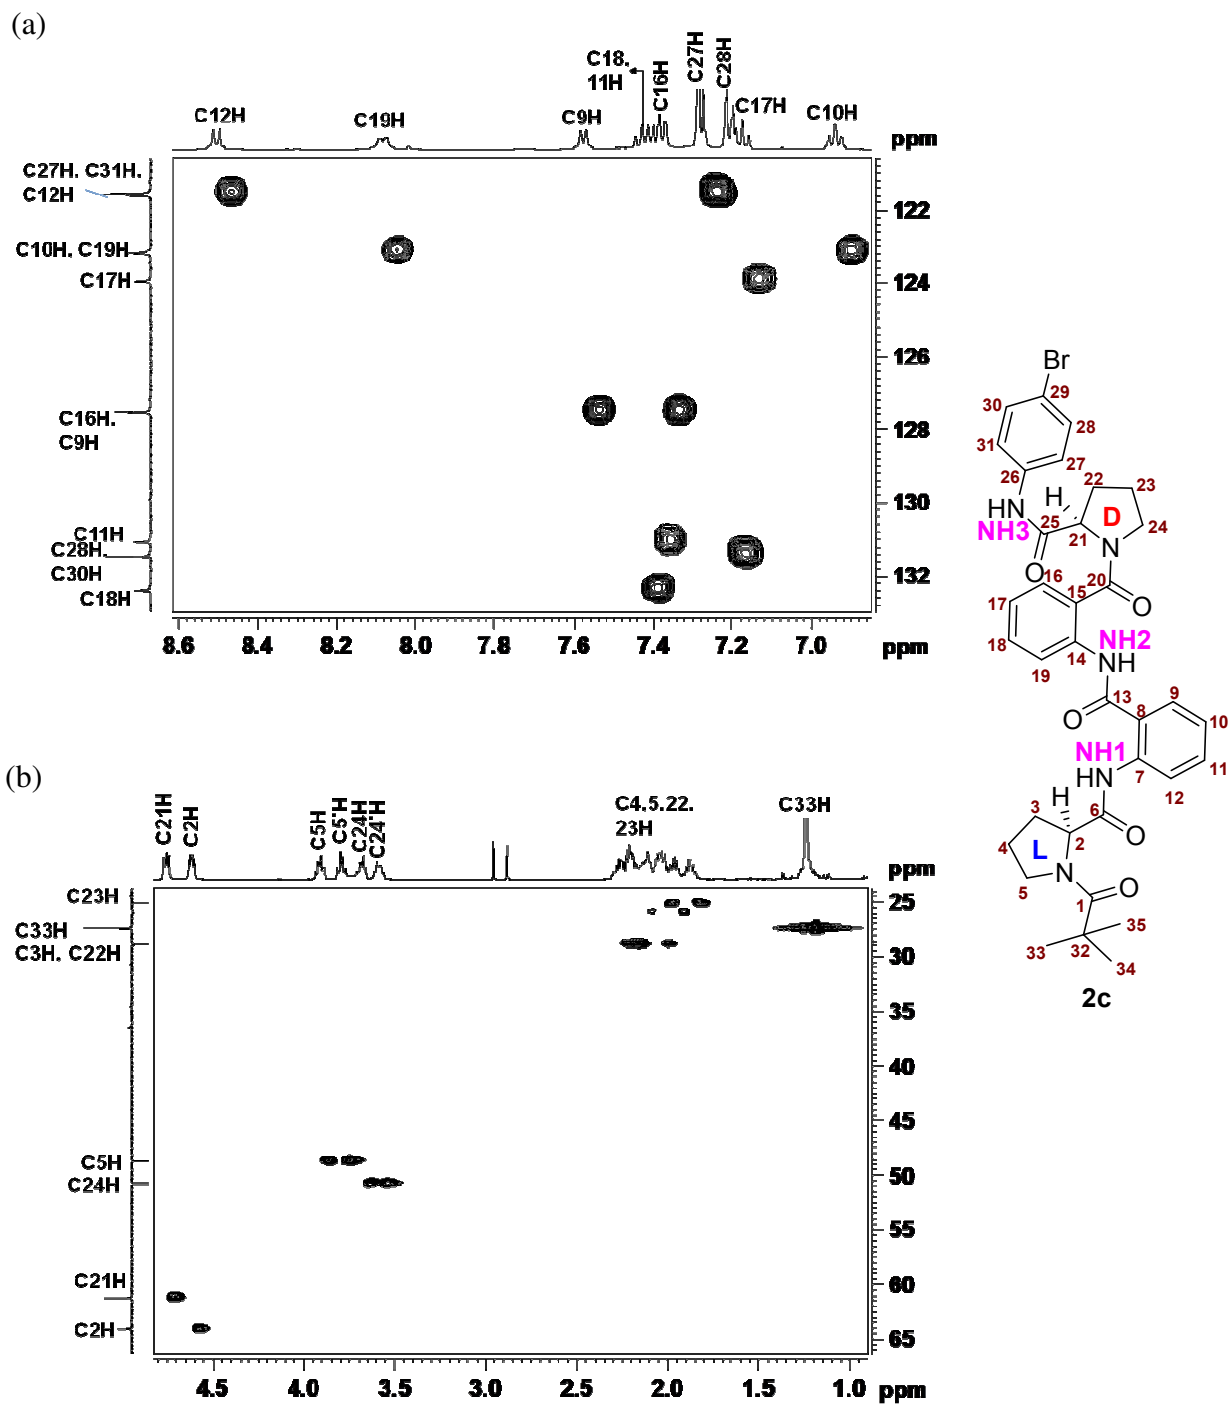 (a)
C12H
C19H
C9H
C18.
11H
C16H
C27H
C28H
C17H
C10H
ppm
C27H. C31H.
C12H
C10H. C19H
C17H
C16H.
C9H
C11H
C28H.
C30H
C18H
122
124
126
128
130
132
8.6 8.4 8.2 8.0 7.8 7.6 7.4 7.2 7.0 ppm
(b)
C21H
C2H
C5H
C5'H
C24H
C24'H
C4.5.22.
23H
C33H
ppm
C23H
C33H
C3H. C22H
C5H
C24H
C21H
C2H
25
30
35
40
45
50
55
60
65
4.5 4.0 3.5 3.0 2.5 2.0 1.5 1.0 ppm
Br
29
30
28
31
27
26
22
23
H
HN
D
NH3
25
21
24
N
O
16
20
15
O
17
NH2
18
14
NH
19
13
9
O
8
10
NH1
HN
7
11
H
12
3
6
O
4
L
2
5
N
1
O
35
33
32
34
2c